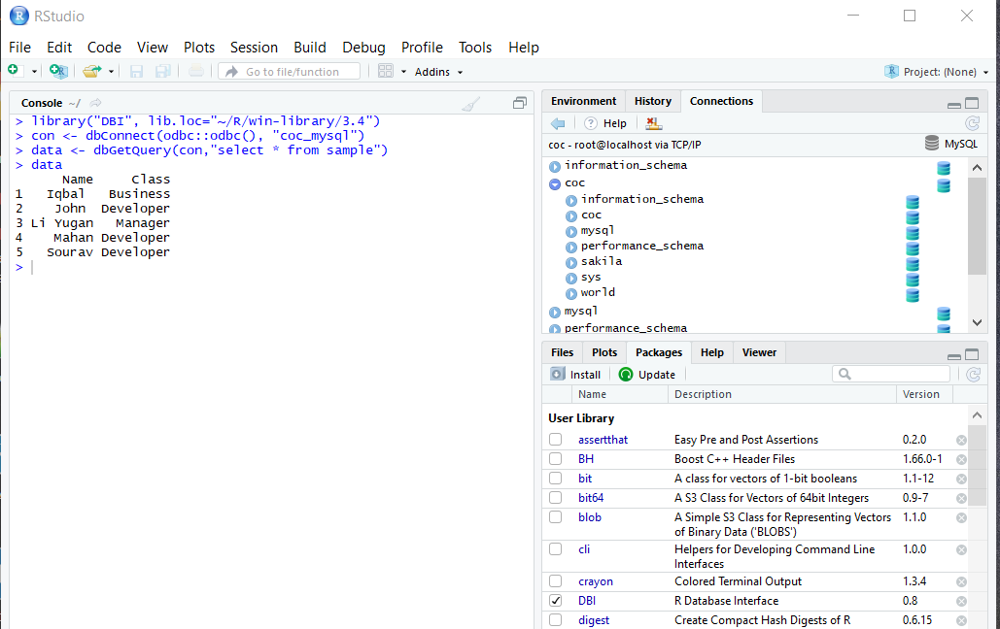 RStudio
File Edit Code View Plots Session Build Debug Profile Tools Help
Go to file/function Addins Project: (None)
Console ~/
> library("DBI", lib.loc="~/R/win-library/3.4")
> con <- dbConnect(odbc::odbc(), "coc_mysql")
> data <- dbGetQuery(con,"select * from sample")
> data
Name Class
1 Iqbal Business
2 John Developer
3 Li Yugan Manager
4 Mahan Developer
5 Sourav Developer
>
Environment History Connections
Help
coc - root@localhost via TCP/IP MySQL
information_schema
coc
information_schema
coc
mysql
performance_schema
sakila
sys
world
mysql
performance_schema
Files Plots Packages Help Viewer
Install Update
Name Description Version
User Library
assertthat Easy Pre and Post Assertions 0.2.0
BH Boost C++ Header Files 1.66.0-1
bit A class for vectors of 1-bit booleans 1.1-12
bit64 A S3 Class for Vectors of 64bit Integers 0.9-7
blob A Simple S3 Class for Representing Vectors 1.1.0
of Binary Data ('BLOBS')
cli Helpers for Developing Command Line 1.0.0
Interfaces
crayon Colored Terminal Output 1.3.4
DBI R Database Interface 0.8
digest Create Compact Hash Digests of R 0.6.15